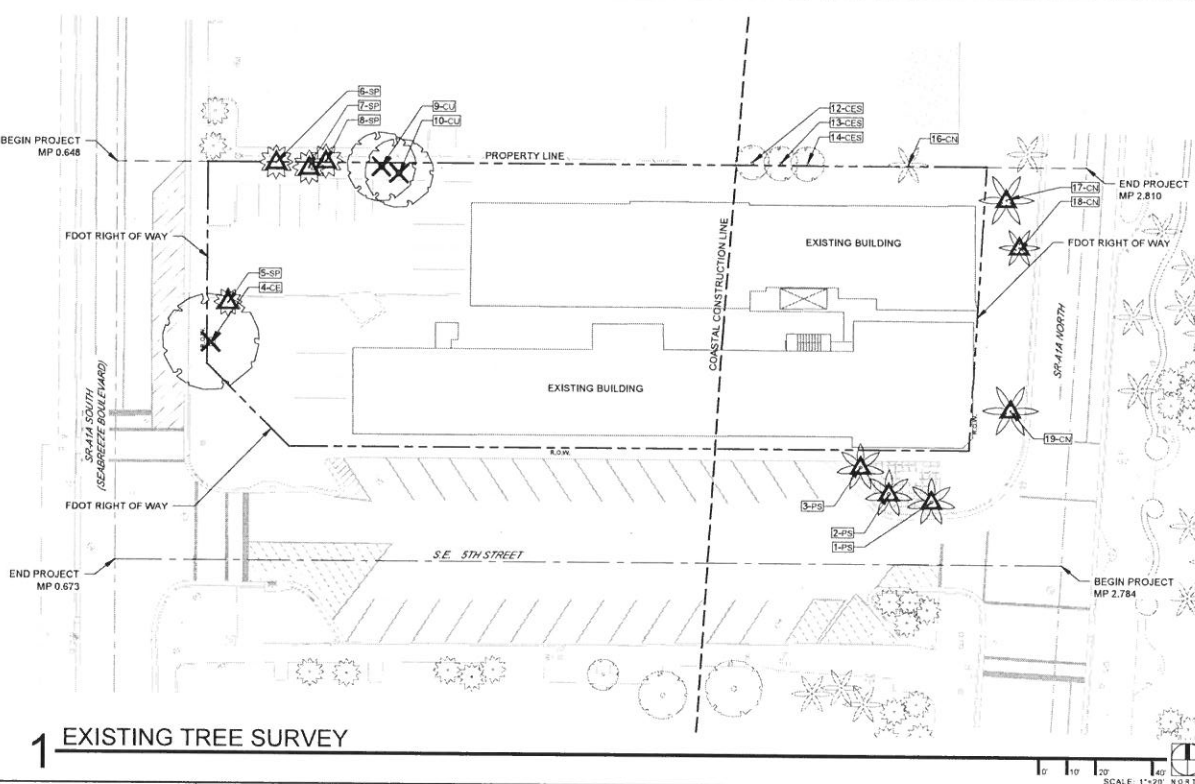 6-SP
7-SP
8-SP
9-CU
10-CU
12-CES
13-CES
14-CES
16-CN
BEGIN PROJECT
MP 0.648
PROPERTY LINE
END PROJECT
MP 2.810
17-CN
18-CN
FDOT RIGHT OF WAY
EXISTING BUILDING
FDOT RIGHT OF WAY
5-SP
4-CE
COASTAL CONSTRUCTION LINE
SR-A1A NORTH
EXISTING BUILDING
SR-A1A SOUTH
(SEABREEZE BOULEVARD)
19-CN
R.O.W.
R.O.W.
FDOT RIGHT OF WAY
3-PS
2-PS
1-PS
S.E. 5TH STREET
END PROJECT
MP 0.673
BEGIN PROJECT
MP 2.784
1 EXISTING TREE SURVEY
0' 10' 20' 40'
SCALE: 1"=20' NORT